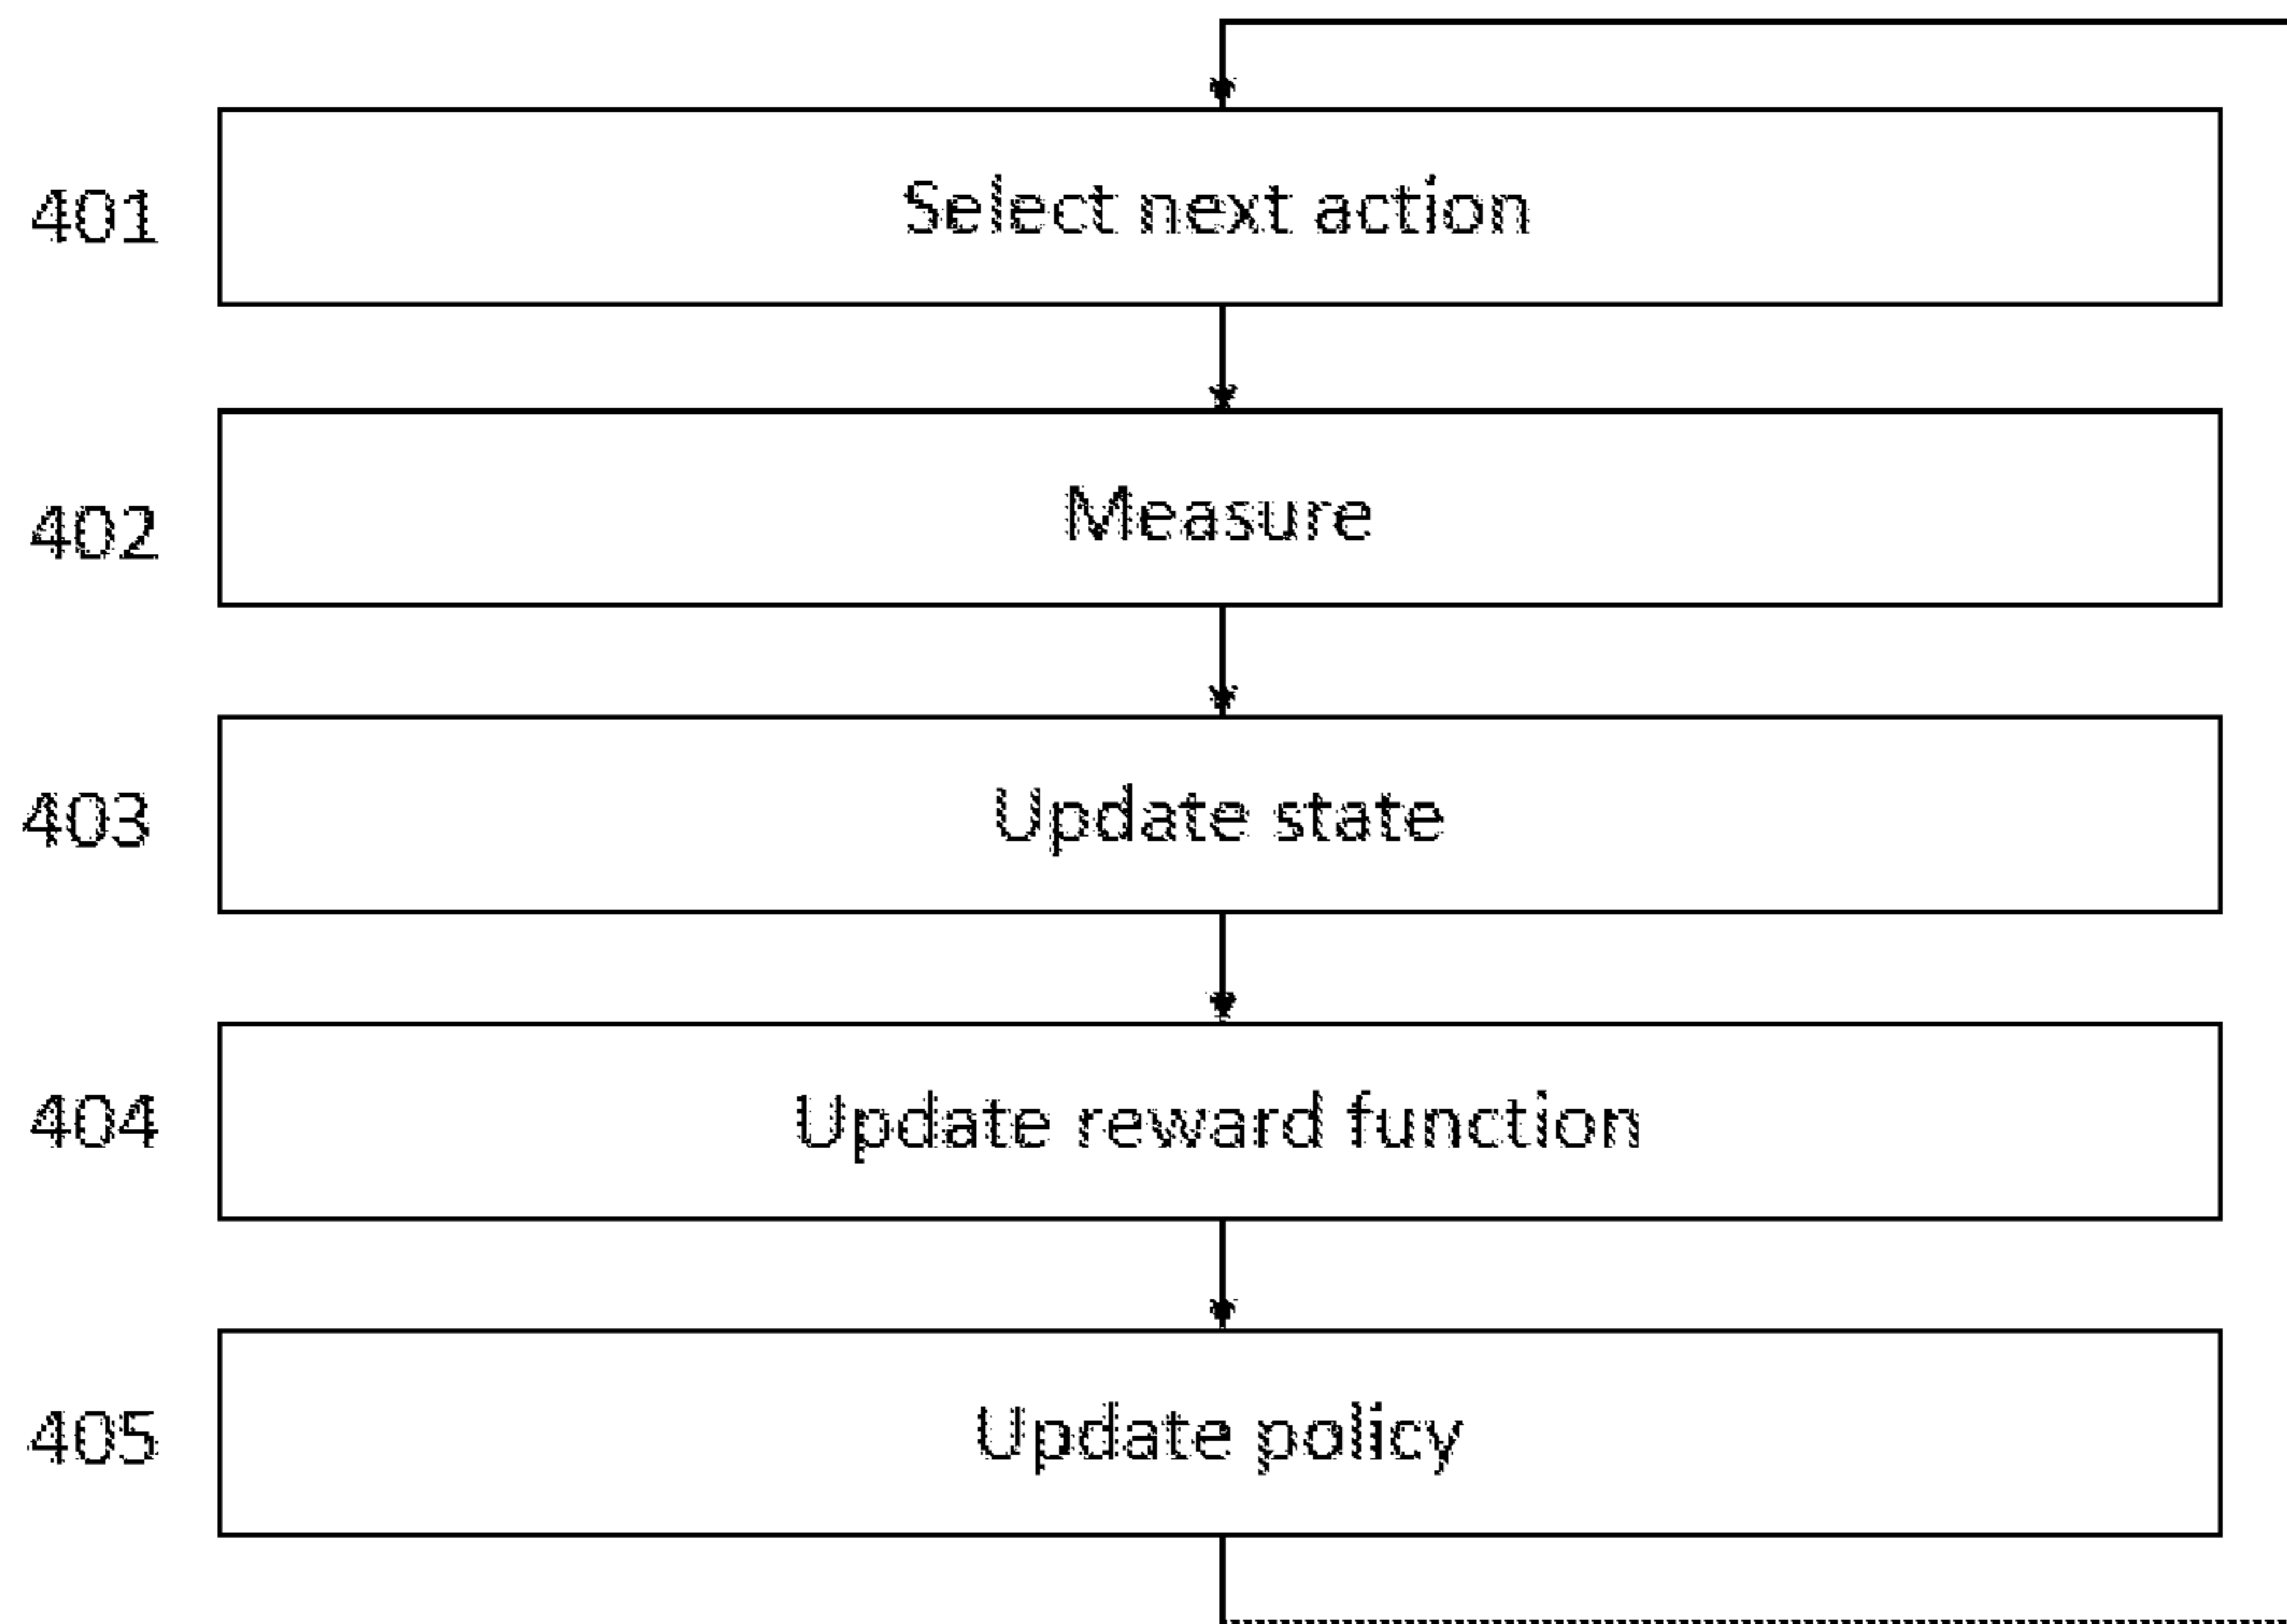 401 Select next action
402 Measure
403 Update state
404 Update reward function
405 Update policy